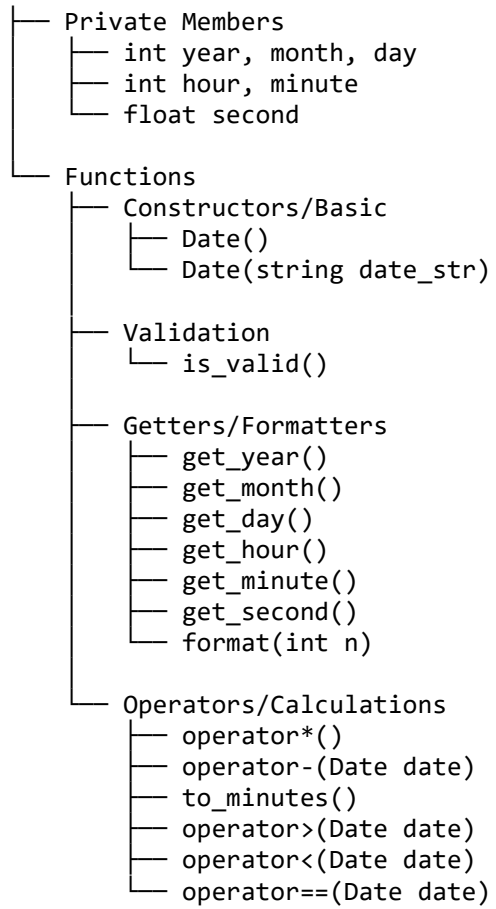 ├── Private Members
│   ├── int year, month, day
│   ├── int hour, minute
│   └── float second
│
└── Functions
    ├── Constructors/Basic
    │   ├── Date()
    │   └── Date(string date_str)
    │
    ├── Validation
    │   └── is_valid()
    │
    ├── Getters/Formatters
    │   ├── get_year()
    │   ├── get_month()
    │   ├── get_day()
    │   ├── get_hour()
    │   ├── get_minute()
    │   ├── get_second()
    │   └── format(int n)
    │
    └── Operators/Calculations
        ├── operator*()
        ├── operator-(Date date)
        ├── to_minutes()
        ├── operator>(Date date)
        ├── operator<(Date date)
        └── operator==(Date date)